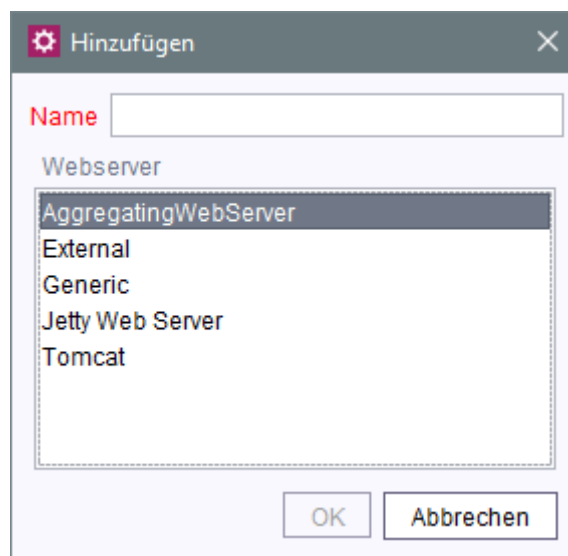 Hinzufügen
Name
Webserver
AggregatingWebServer
External
Generic
Jetty Web Server
Tomcat
OK Abbrechen